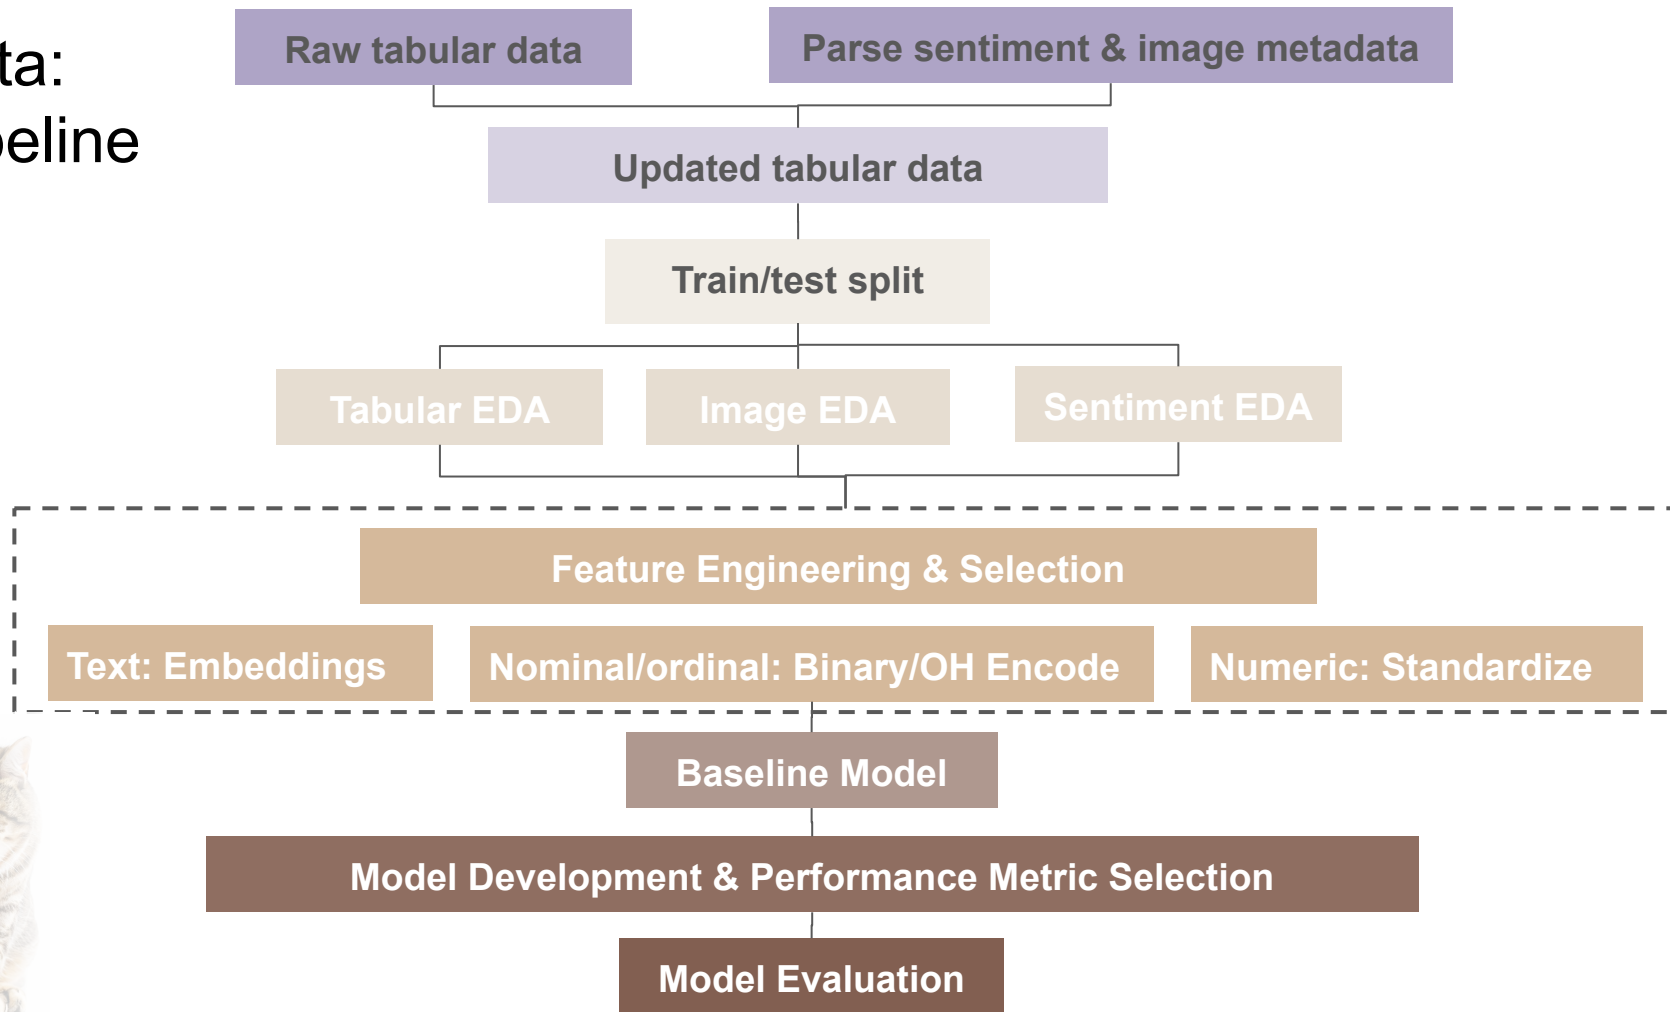 ta:
peline
Raw tabular data
Parse sentiment & image metadata
Updated tabular data
Train/test split
Tabular EDA
Image EDA
Sentiment EDA
Feature Engineering & Selection
Text: Embeddings
Nominal/ordinal: Binary/OH Encode
Numeric: Standardize
Baseline Model
Model Development & Performance Metric Selection
Model Evaluation